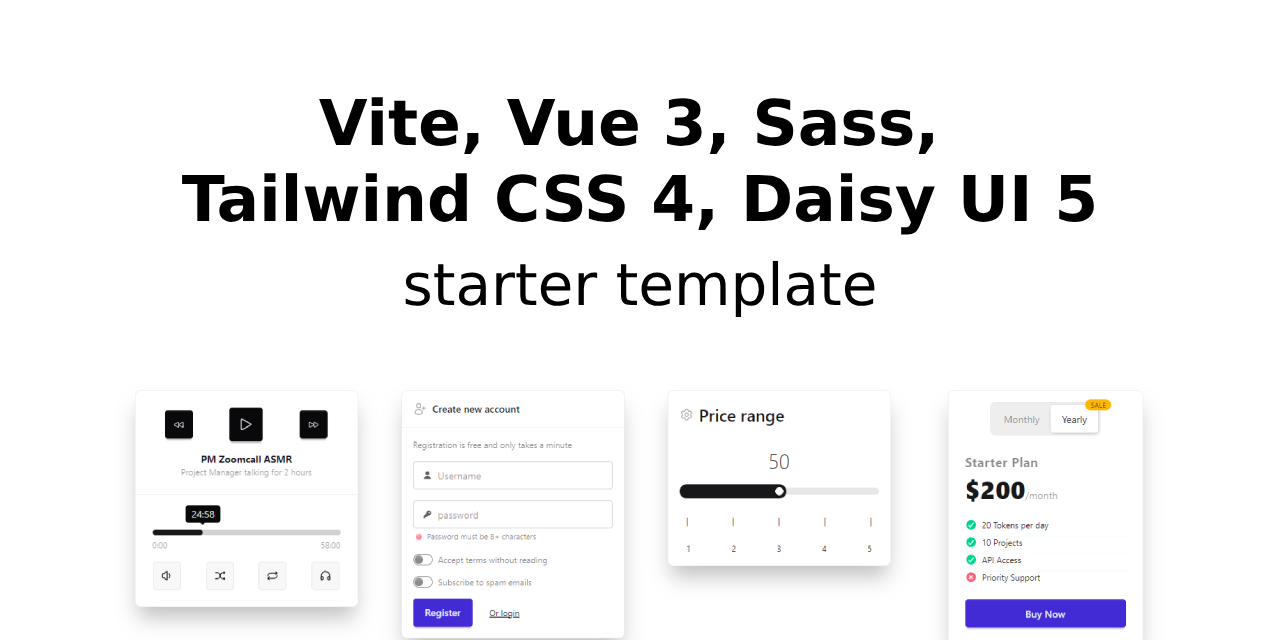 Vite, Vue 3, Sass,
Tailwind CSS 4, Daisy UI 5
starter template
PM Zoomcall ASMR
Project Manager talking for 2 hours
24:58
0:00 58:00
Create new account
Registration is free and only takes a minute
Username
password
Password must be 8+ characters
Accept terms without reading
Subscribe to spam emails
Register Or login
Price range
50
1 2 3 4 5
SALE
Monthly Yearly
Starter Plan
$200/month
20 Tokens per day
10 Projects
API Access
Priority Support
Buy Now